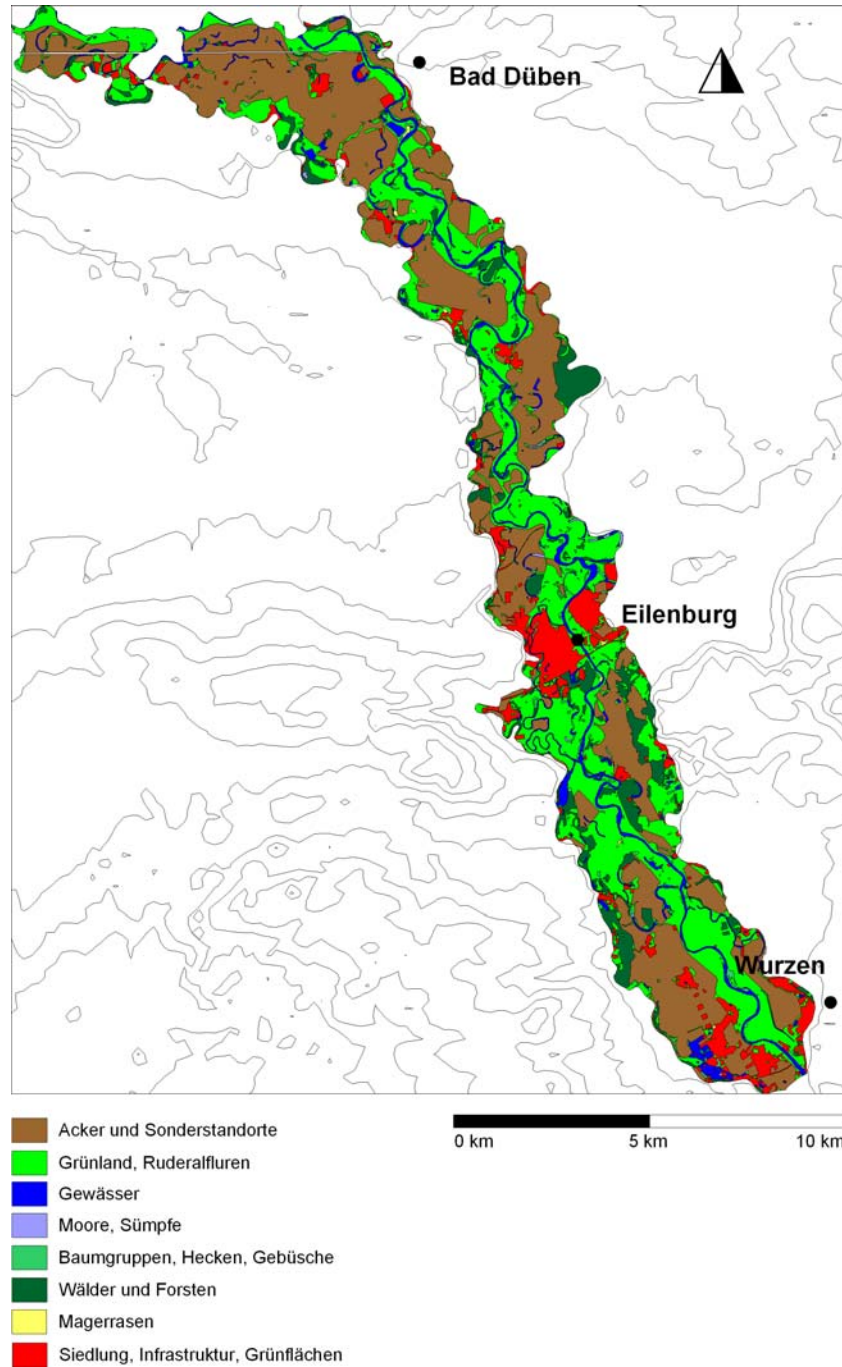 Bad Düben
Eilenburg
Wurzen
Acker und Sonderstandorte
Grünland, Ruderalfluren
Gewässer
Moore, Sümpfe
Baumgruppen, Hecken, Gebüsche
Wälder und Forsten
Magerrasen
Siedlung, Infrastruktur, Grünflächen
0 km 5 km 10 km